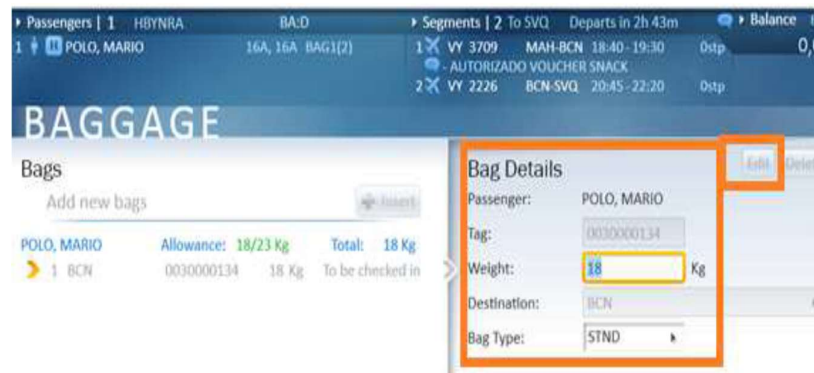 Passengers | 1 HBYNRA BA:D Segments | 2 To SVQ Departs in 2h 43m Balance
1 POLO, MARIO 16A, 16A BAG1(2) 1 VY 3709 MAH-BCN 18:40-19:30 0stp 0,
- AUTORIZADO VOUCHER SNACK
2 VY 2226 BCN-SVQ 20:45-22:20 0stp
BAGGAGE
Bags
Add new bags Insert
POLO, MARIO Allowance: 18/23 Kg Total: 18 Kg
1 BCN 0030000134 18 Kg To be checked in
Bag Details Edit Delet
Passenger: POLO, MARIO
Tag: 0030000134
Weight: 18 Kg
Destination: BCN
Bag Type: STND